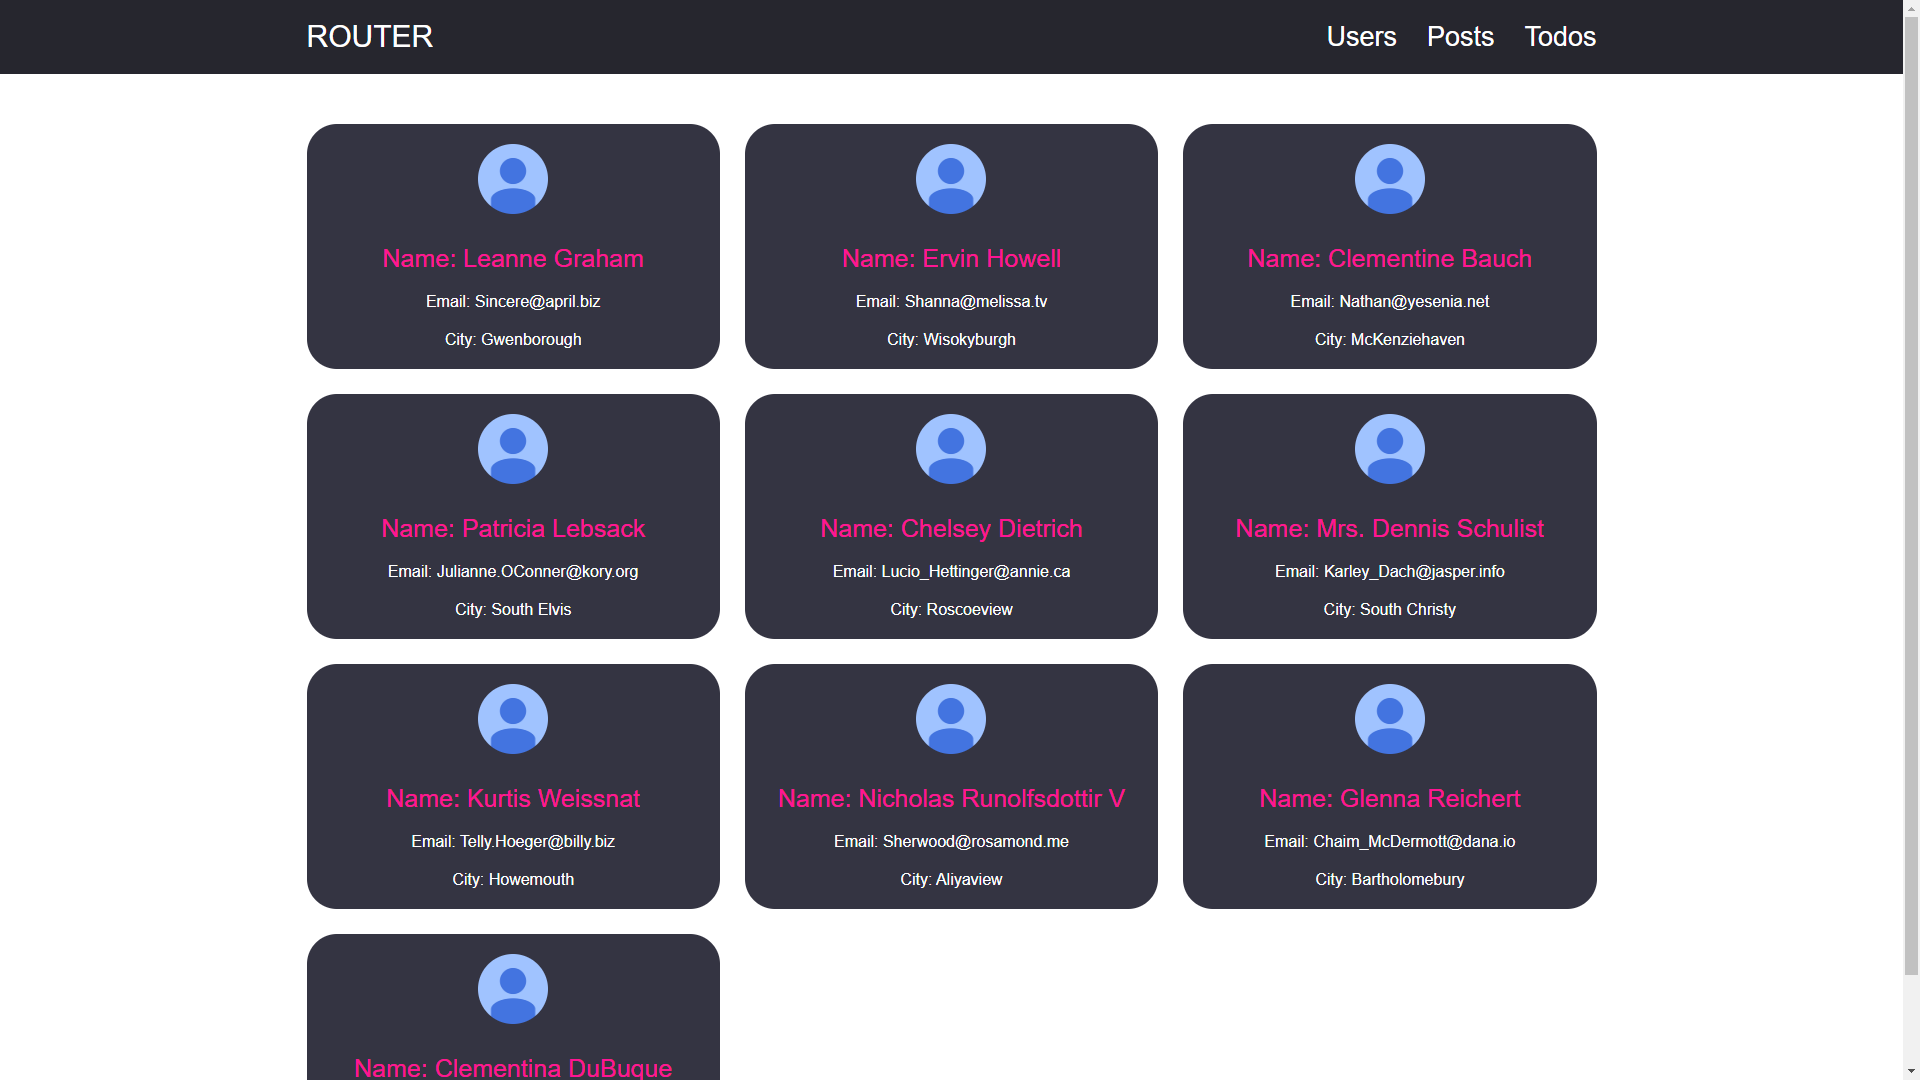 ROUTER
Users Posts Todos
Name: Leanne Graham
Email: Sincere@april.biz
City: Gwenborough
Name: Ervin Howell
Email: Shanna@melissa.tv
City: Wisokyburgh
Name: Clementine Bauch
Email: Nathan@yesenia.net
City: McKenziehaven
Name: Patricia Lebsack
Email: Julianne.OConner@kory.org
City: South Elvis
Name: Chelsey Dietrich
Email: Lucio_Hettinger@annie.ca
City: Roscoeview
Name: Mrs. Dennis Schulist
Email: Karley_Dach@jasper.info
City: South Christy
Name: Kurtis Weissnat
Email: Telly.Hoeger@billy.biz
City: Howemouth
Name: Nicholas Runolfsdottir V
Email: Sherwood@rosamond.me
City: Aliyaview
Name: Glenna Reichert
Email: Chaim_McDermott@dana.io
City: Bartholomebury
Name: Clementina DuBuque